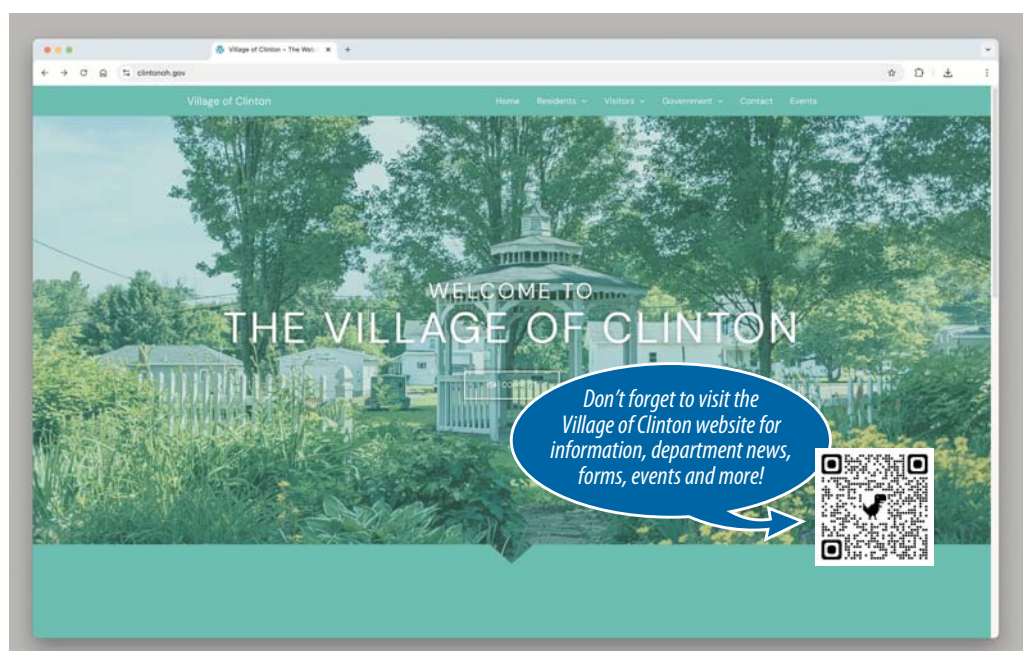 Village of Clinton – The Web
clintonoh.gov
Village of Clinton
Home Residents Visitors Government Contact Events
WELCOME TO
THE VILLAGE OF CLINTON
Don't forget to visit the
Village of Clinton website for
information, department news,
forms, events and more!